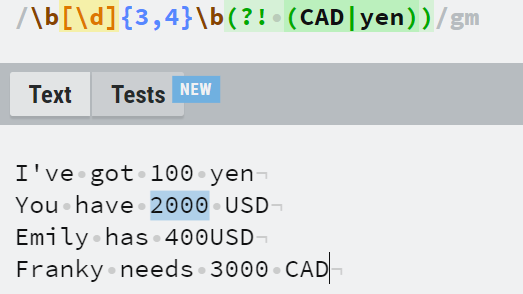 /\b[\d]{3,4}\b(?! (CAD|yen))/gm
Text Tests NEW
I've got 100 yen
You have 2000 USD
Emily has 400USD
Franky needs 3000 CAD